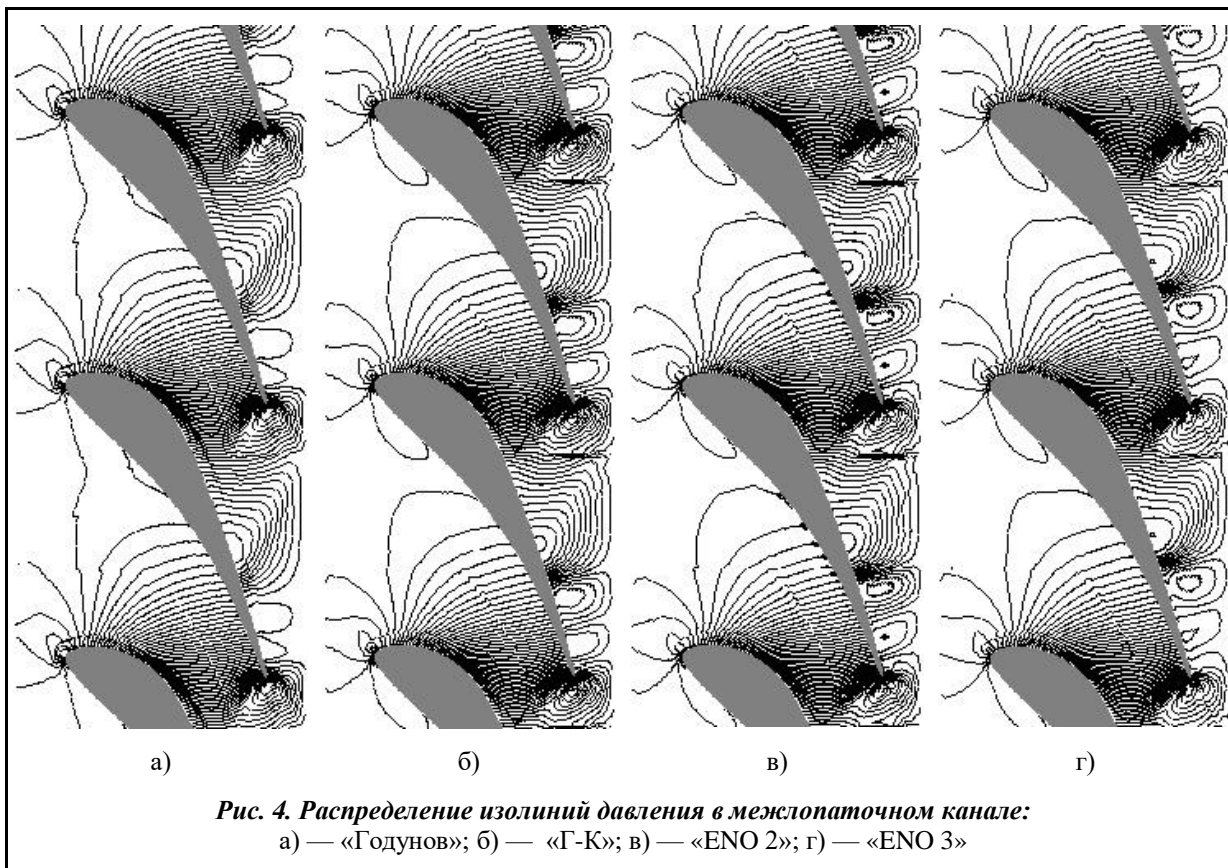 а) б) в) г)
Рис. 4. Распределение изолиний давления в межлопаточном канале:
а) — «Годунов»; б) — «Г-К»; в) — «ENO 2»; г) — «ENO 3»